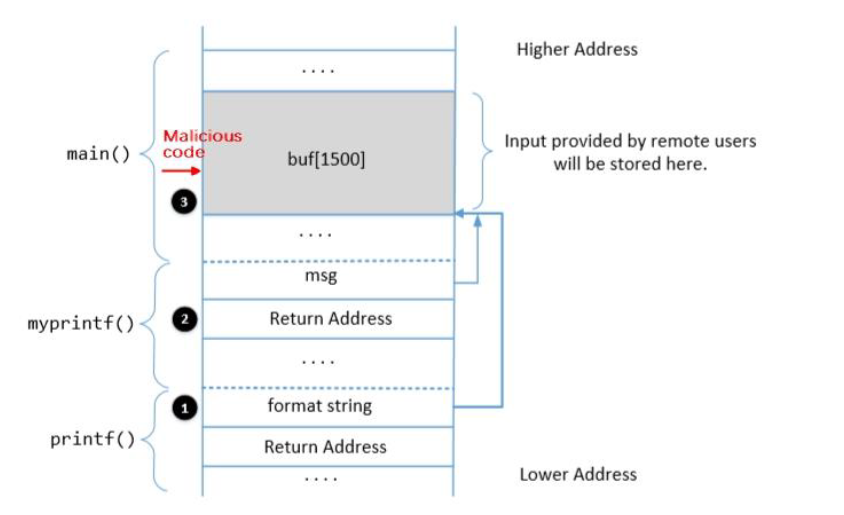 Higher Address
....
Malicious
code
main()
buf[1500]
Input provided by remote users
will be stored here.
3
....
msg
myprintf()
2
Return Address
....
1
format string
printf()
Return Address
....
Lower Address